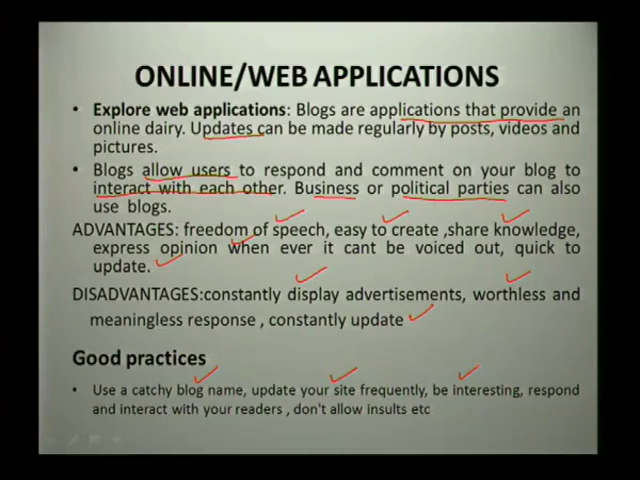 ONLINE/WEB APPLICATIONS
• Explore web applications: Blogs are applications that provide an
online dairy. Updates can be made regularly by posts, videos and
pictures.
• Blogs allow users to respond and comment on your blog to
interact with each other. Business or political parties can also
use blogs.
ADVANTAGES: freedom of speech, easy to create ,share knowledge,
express opinion when ever it cant be voiced out, quick to
update.
DISADVANTAGES:constantly display advertisements, worthless and
meaningless response , constantly update
Good practices
• Use a catchy blog name, update your site frequently, be interesting, respond
and interact with your readers , don't allow insults etc